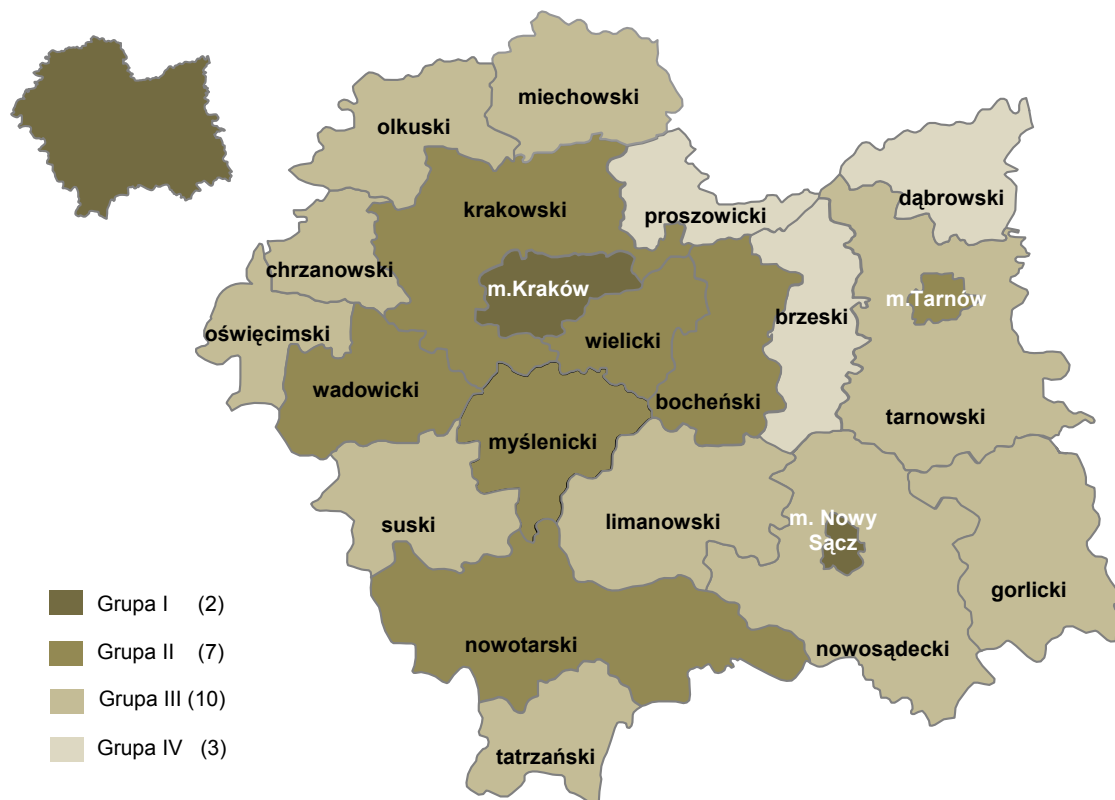 miechowski
olkuski
dąbrowski
krakowski
proszowicki
chrzanowski
m.Kraków
m.Tarnów
brzeski
oświęcimski
wielicki
wadowicki
bocheński
tarnowski
myślenicki
suski
limanowski
m. Nowy
Sącz
gorlicki
nowotarski
nowosądecki
tatrzański
Grupa I (2)
Grupa II (7)
Grupa III (10)
Grupa IV (3)